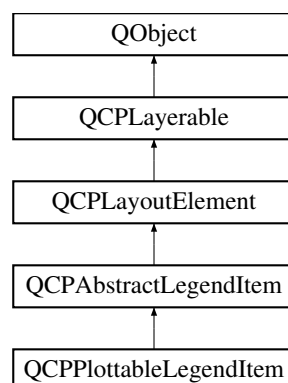 QObject
QCPLayerable
QCPLayoutElement
QCPAbstractLegendItem
QCPPlottableLegendItem